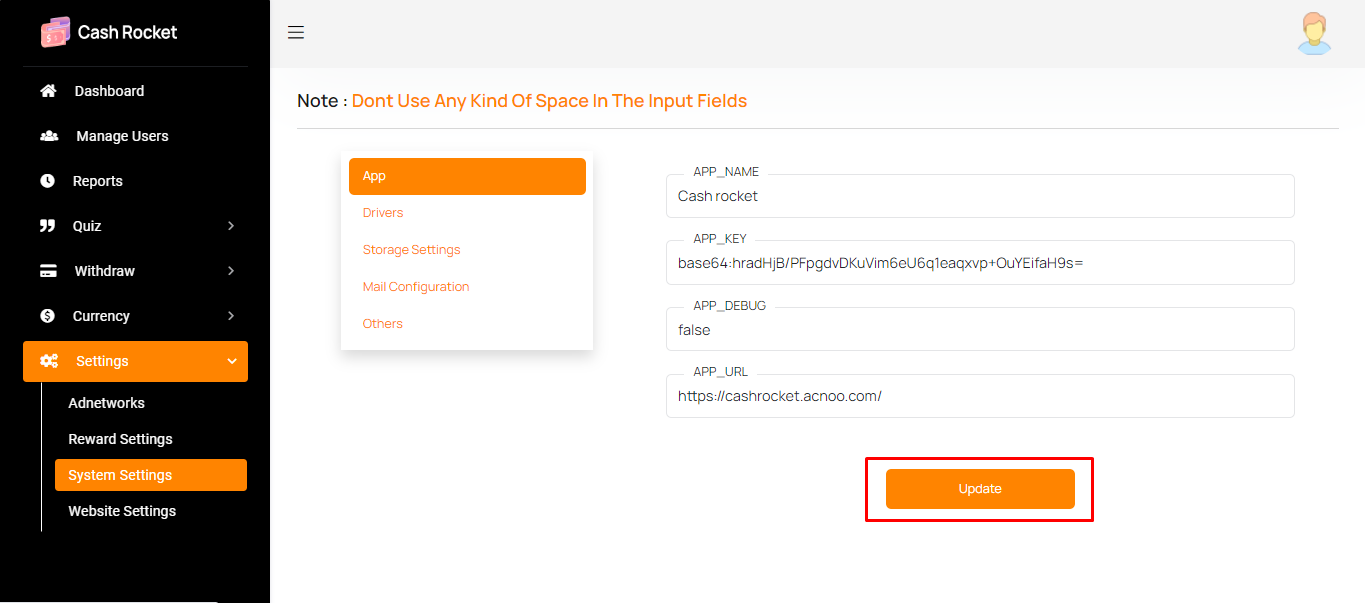 Cash Rocket
Dashboard
Manage Users
Reports
Quiz
Withdraw
Currency
Settings
Adnetworks
Reward Settings
System Settings
Website Settings
Note : Dont Use Any Kind Of Space In The Input Fields
App
Drivers
Storage Settings
Mail Configuration
Others
APP_NAME
Cash rocket
APP_KEY
base64:hradHjB/PFpgdvDKuVim6eU6q1eaqxvp+OuYEifaH9s=
APP_DEBUG
false
APP_URL
https://cashrocket.acnoo.com/
Update